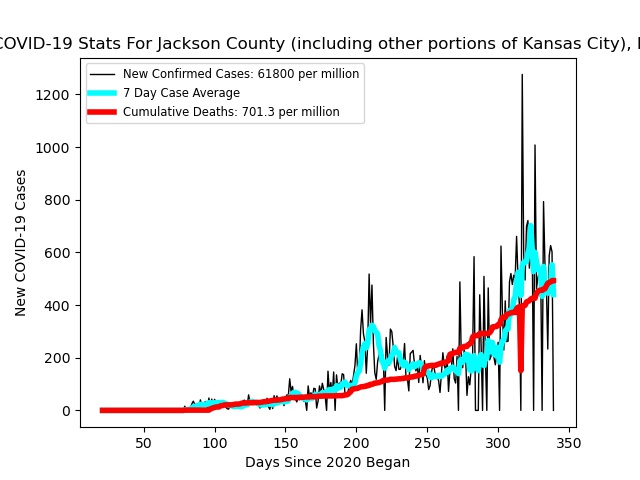 COVID-19 Stats For Jackson County (including other portions of Kansas City),
New Confirmed Cases: 61800 per million
7 Day Case Average
Cumulative Deaths: 701.3 per million
New COVID-19 Cases
1200
1000
800
600
400
200
0
50 100 150 200 250 300 350
Days Since 2020 Began